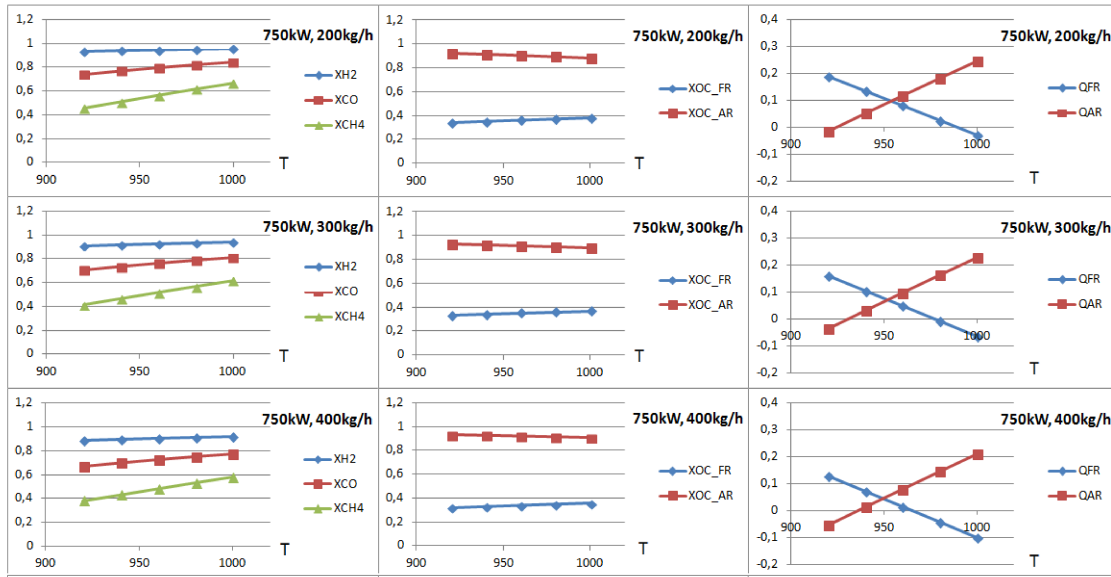 750kW, 200kg/h
1,2
1
0,8
0,6
0,4
0,2
0
900
950
1000
T
XH2
XCO
XCH4
750kW, 200kg/h
1,2
1
0,8
0,6
0,4
0,2
0
900
950
1000
T
XOC_FR
XOC_AR
750kW, 200kg/h
0,4
0,3
0,2
0,1
0
-0,1
-0,2
900
950
1000
T
QFR
QAR
750kW, 300kg/h
1,2
1
0,8
0,6
0,4
0,2
0
900
950
1000
T
XH2
XCO
XCH4
750kW, 300kg/h
1,2
1
0,8
0,6
0,4
0,2
0
900
950
1000
T
XOC_FR
XOC_AR
750kW, 300kg/h
0,4
0,3
0,2
0,1
0
-0,1
-0,2
900
950
1000
T
QFR
QAR
750kW, 400kg/h
1,2
1
0,8
0,6
0,4
0,2
0
900
950
1000
T
XH2
XCO
XCH4
750kW, 400kg/h
1,2
1
0,8
0,6
0,4
0,2
0
900
950
1000
T
XOC_FR
XOC_AR
750kW, 400kg/h
0,4
0,3
0,2
0,1
0
-0,1
-0,2
900
950
1000
T
QFR
QAR